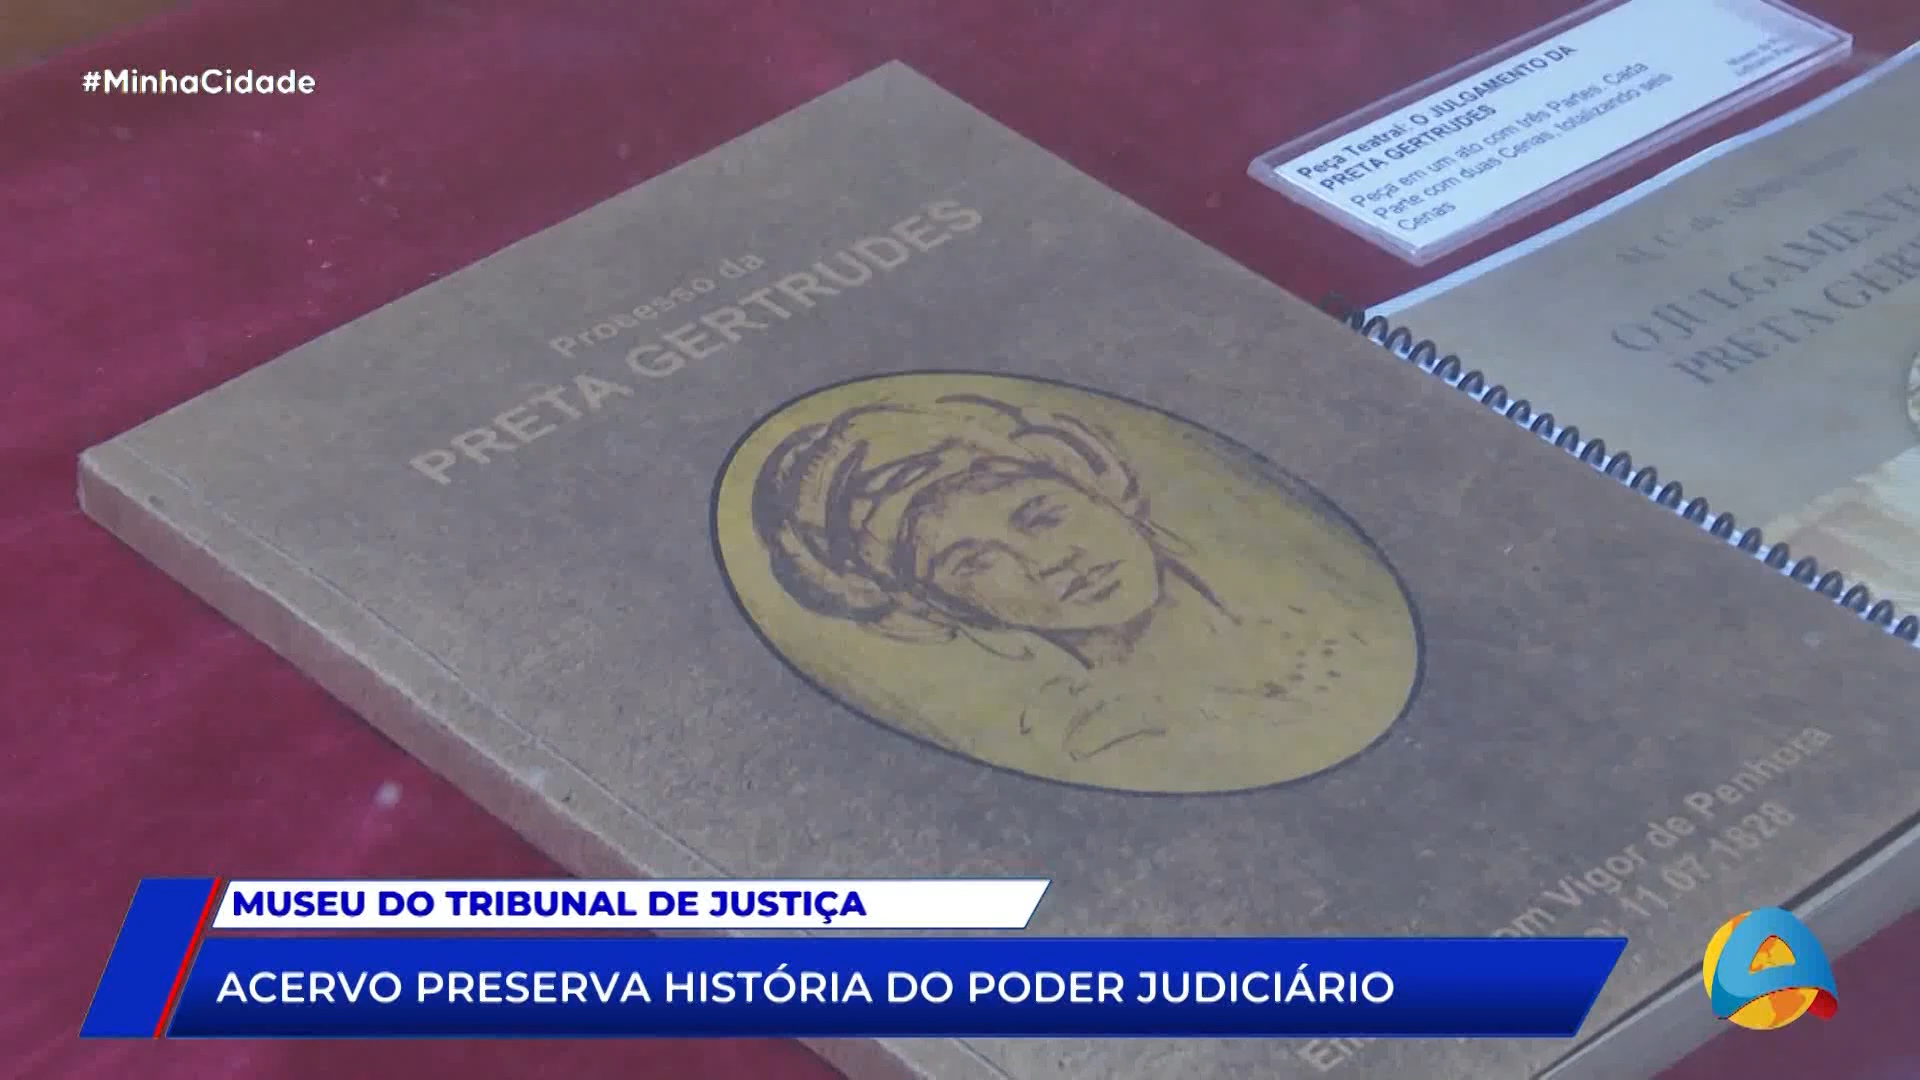 #MinhaCidade
Peça Teatral: O JULGAMENTO DA
PRETA GERTRUDES
Peça em um ato com três Partes. Cada
Parte com duas Cenas, totalizando seis
Cenas
Processo da
PRETA GERTRUDES
O JULGAMENTO
PRETA
om Vigor de Penhora
11.07.1828
MUSEU DO TRIBUNAL DE JUSTIÇA
ACERVO PRESERVA HISTÓRIA DO PODER JUDICIÁRIO